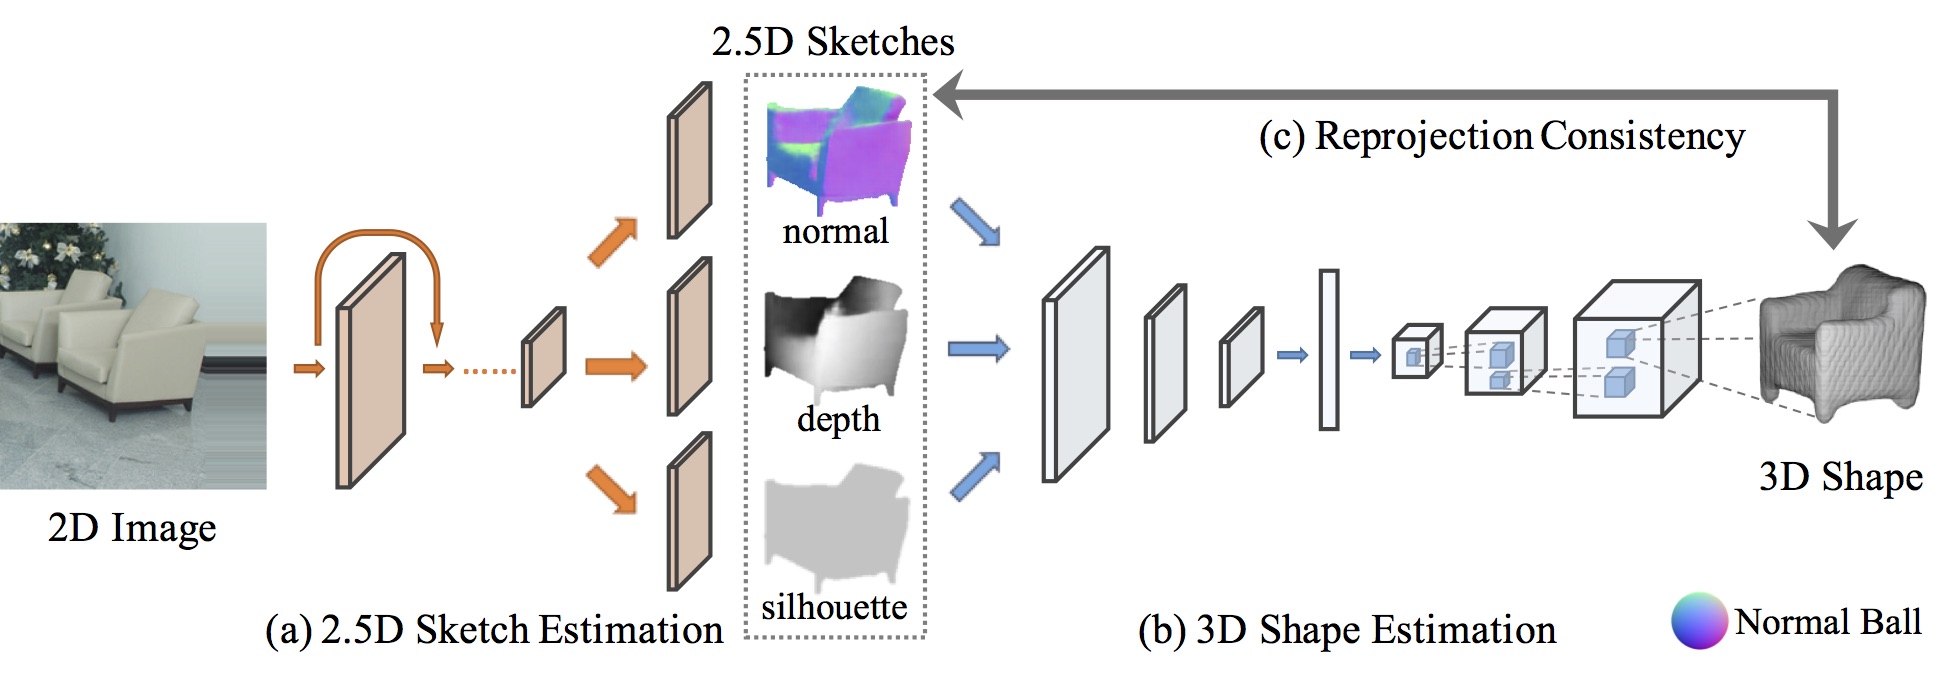 2.5D Sketches
(c) Reprojection Consistency
normal
depth
silhouette
2D Image
3D Shape
(a) 2.5D Sketch Estimation
(b) 3D Shape Estimation
Normal Ball